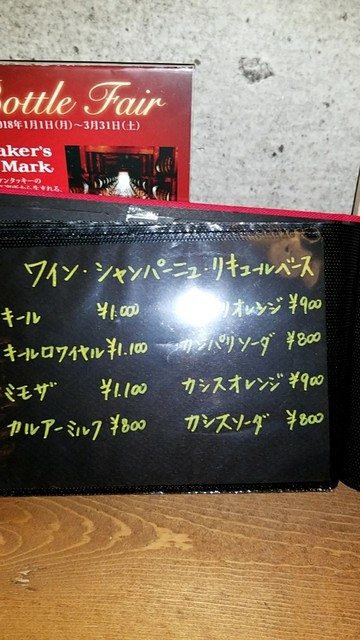 Bottle Fair
2018年1月1日(月)~3月31日(土)
Maker's
Mark
ワイン・シャンパーニュ・リキュールベース
キール ¥1.000
キールロワイヤル ¥1.100
ミモザ ¥1.100
カルアーミルク ¥800
オレンジ ¥900
カンパリソーダ ¥800
カシスオレンジ ¥900
カシスソーダ ¥800